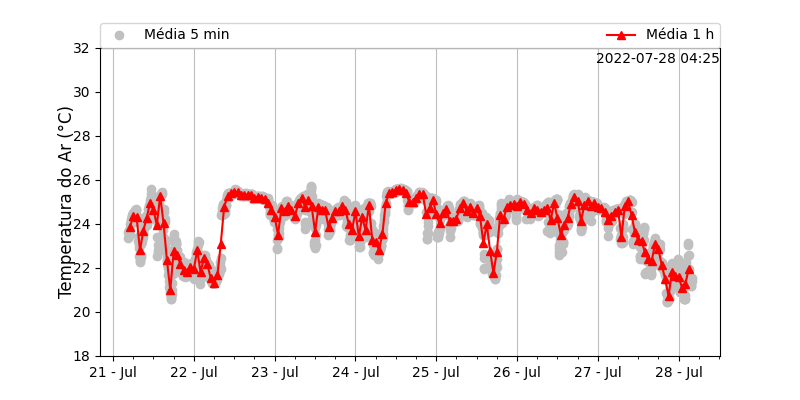 Média 5 min
Média 1 h
2022-07-28 04:25
Temperatura do Ar (°C)
32
30
28
26
24
22
20
18
21 - Jul
22 - Jul
23 - Jul
24 - Jul
25 - Jul
26 - Jul
27 - Jul
28 - Jul